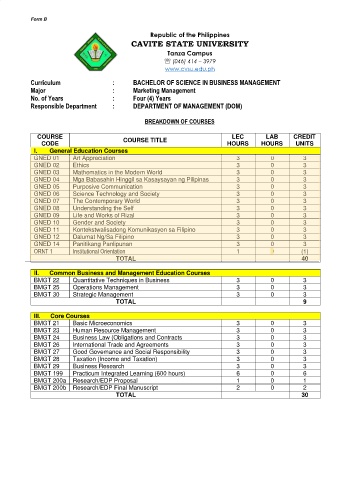 Form B
Republic of the Philippines
CAVITE STATE UNIVERSITY
Tanza Campus
☏ (046) 414 – 3979
www.cvsu.edu.ph
Curriculum : BACHELOR OF SCIENCE IN BUSINESS MANAGEMENT
Major : Marketing Management
No. of Years : Four (4) Years
Responsible Department : DEPARTMENT OF MANAGEMENT (DOM)
BREAKDOWN OF COURSES
COURSE CODE COURSE TITLE LEC HOURS LAB HOURS CREDIT UNITS
I. General Education Courses
GNED 01 Art Appreciation 3 0 3
GNED 02 Ethics 3 0 3
GNED 03 Mathematics in the Modern World 3 0 3
GNED 04 Mga Babasahin Hinggil sa Kasaysayan ng Pilipinas 3 0 3
GNED 05 Purposive Communication 3 0 3
GNED 06 Science Technology and Society 3 0 3
GNED 07 The Contemporary World 3 0 3
GNED 08 Understanding the Self 3 0 3
GNED 09 Life and Works of Rizal 3 0 3
GNED 10 Gender and Society 3 0 3
GNED 11 Kontekstwalisadong Komunikasyon sa Filipino 3 0 3
GNED 12 Dalumat Ng/Sa Filipino 3 0 3
GNED 14 Panitikang Panlipunan 3 0 3
ORNT 1 Institutional Orientation 1 0 (1)
TOTAL 40
II. Common Business and Management Education Courses
BMGT 22 Quantitative Techniques in Business 3 0 3
BMGT 25 Operations Management 3 0 3
BMGT 30 Strategic Management 3 0 3
TOTAL 9
III. Core Courses
BMGT 21 Basic Microeconomics 3 0 3
BMGT 23 Human Resource Management 3 0 3
BMGT 24 Business Law (Obligations and Contracts 3 0 3
BMGT 26 International Trade and Agreements 3 0 3
BMGT 27 Good Governance and Social Responsibility 3 0 3
BMGT 28 Taxation (Income and Taxation) 3 0 3
BMGT 29 Business Research 3 0 3
BMGT 199 Practicum Integrated Learning (600 hours) 6 0 6
BMGT 200a Research/EDP Proposal 1 0 1
BMGT 200b Research/EDP Final Manuscript 2 0 2
TOTAL 30